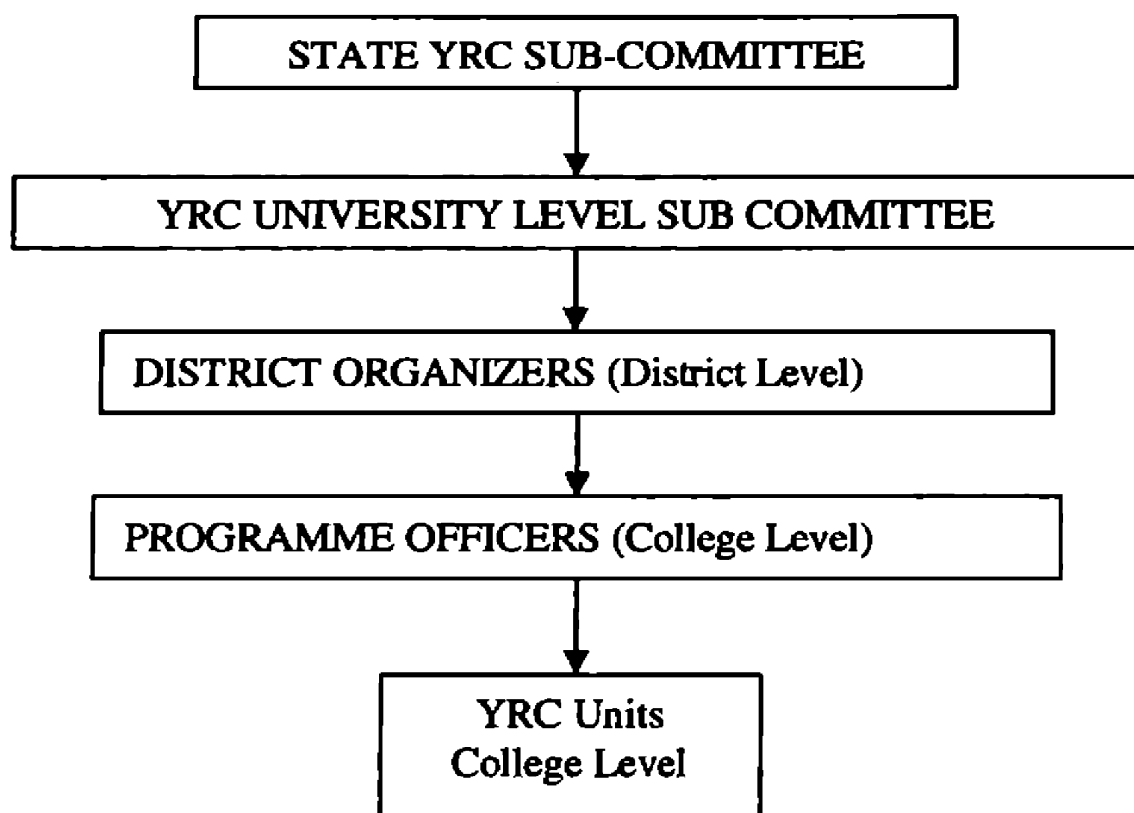 STATE YRC SUB-COMMITTEE
YRC UNIVERSITY LEVEL SUB COMMITTEE
DISTRICT ORGANIZERS (District Level)
PROGRAMME OFFICERS (College Level)
YRC Units
College Level